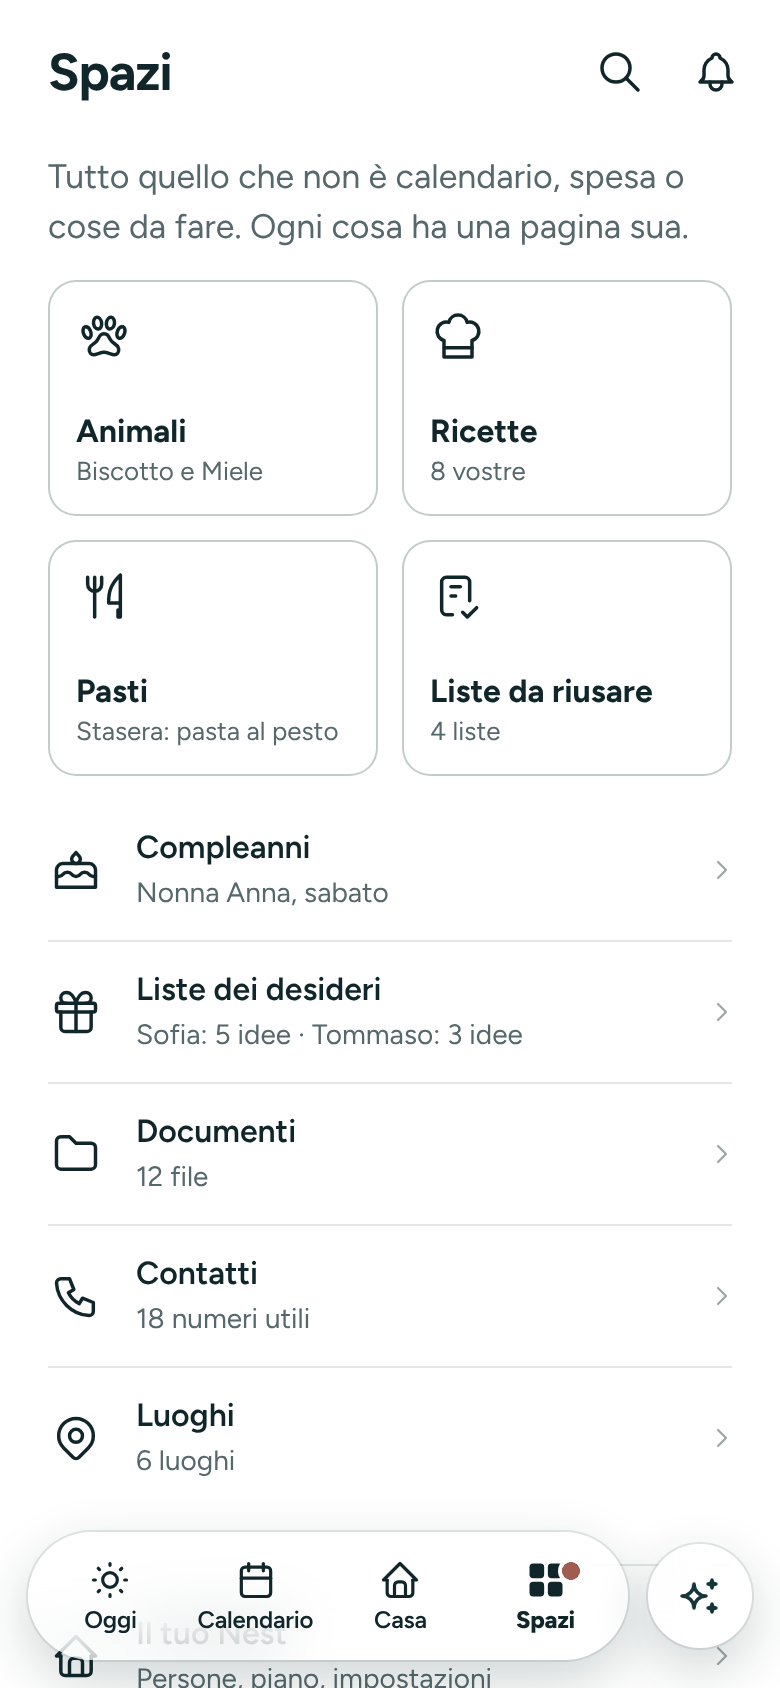 Spazi
Tutto quello che non è calendario, spesa o
cose da fare. Ogni cosa ha una pagina sua.
Animali
Biscotto e Miele
Ricette
8 vostre
Pasti
Stasera: pasta al pesto
Liste da riusare
4 liste
Compleanni
Nonna Anna, sabato
Liste dei desideri
Sofia: 5 idee · Tommaso: 3 idee
Documenti
12 file
Contatti
18 numeri utili
Luoghi
6 luoghi
Oggi
Calendario
Casa
Spazi
Il tuo Nest
Persone, piano, impostazioni